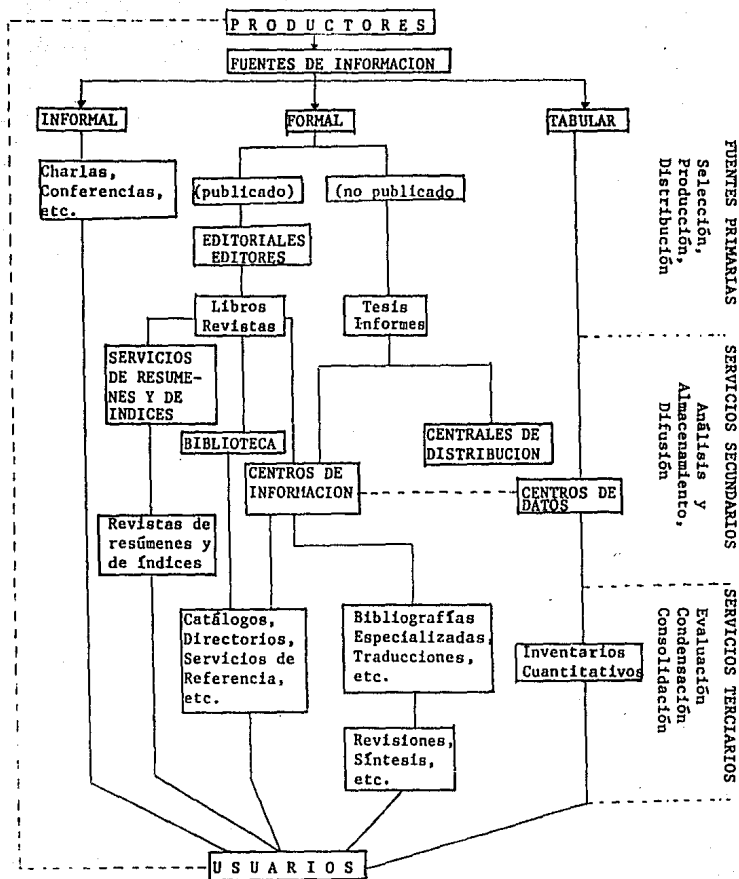 P R O D U C T O R E S
FUENTES DE INFORMACION
INFORMAL
FORMAL
TABULAR
Charlas,
Conferencias,
etc.
(publicado)
(no publicado
EDITORIALES
EDITORES
Libros
Revistas
Tesis
Informes
SERVICIOS
DE RESUME-
NES Y DE
INDICES
BIBLIOTECA
CENTRALES DE
DISTRIBUCION
CENTROS DE
INFORMACION
CENTROS DE
DATOS
Revistas de
resúmenes y
de índices
Catálogos,
Directorios,
Servicios de
Referencia,
etc.
Bibliografías
Especializadas,
Traducciones,
etc.
Inventarios
Cuantitativos
Revisiones,
Síntesis,
etc.
U S U A R I O S
FUENTES PRIMARIAS
Selección,
Producción,
Distribución
SERVICIOS SECUNDARIOS
Análisis y
Almacenamiento,
Difusión
SERVICIOS TERCIARIOS
Evaluación
Condensación
Consolidación